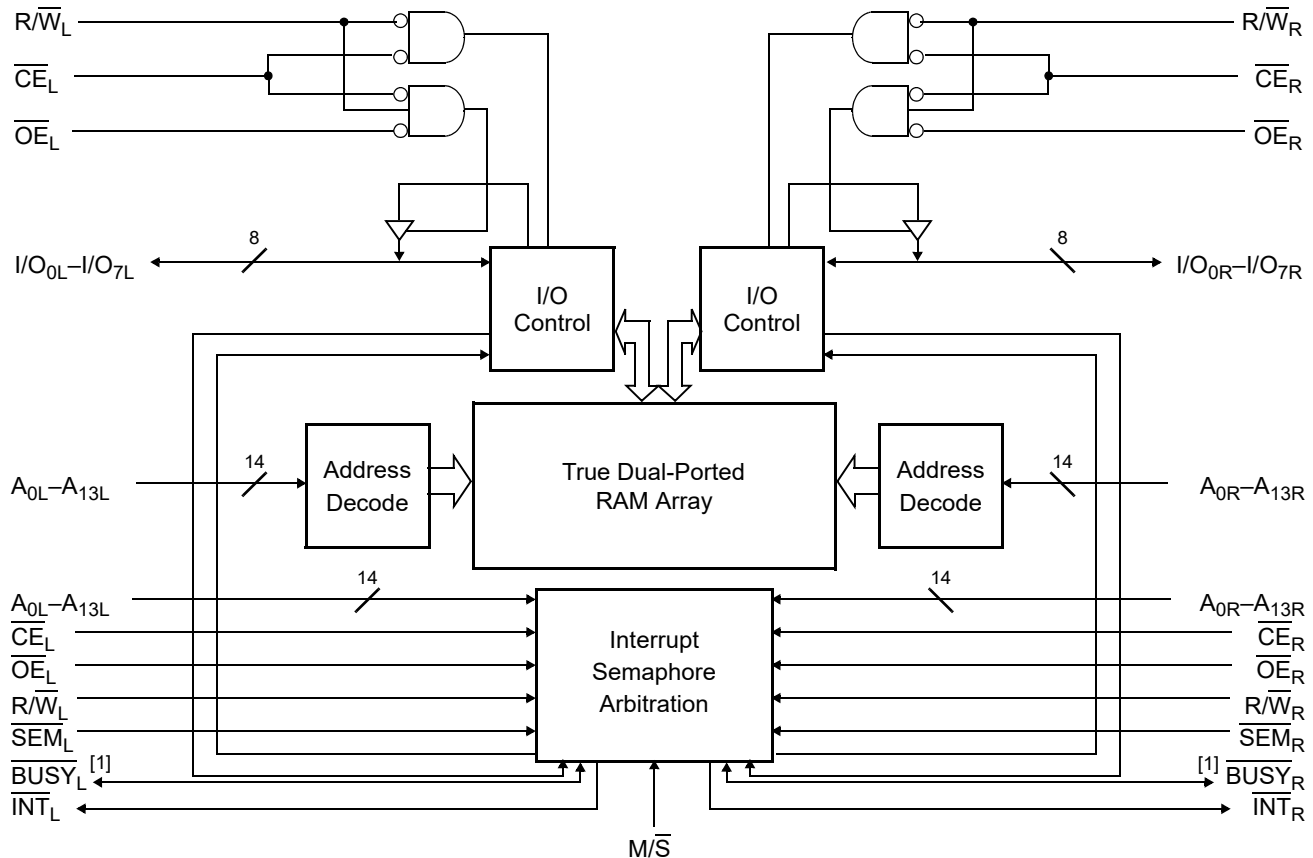 R/W̅L R/W̅R
C̅E̅L C̅E̅R
O̅E̅L O̅E̅R
8 8
I/O0L–I/O7L I/O0R–I/O7R
I/O Control I/O Control
14 14
A0L–A13L Address Decode True Dual-Ported RAM Array Address Decode A0R–A13R
14 14
A0L–A13L A0R–A13R
C̅E̅L Interrupt C̅E̅R
O̅E̅L Semaphore O̅E̅R
R/W̅L Arbitration R/W̅R
S̅E̅M̅L S̅E̅M̅R
B̅U̅S̅Y̅L [1] [1] B̅U̅S̅Y̅R
I̅N̅T̅L I̅N̅T̅R
M/S̅